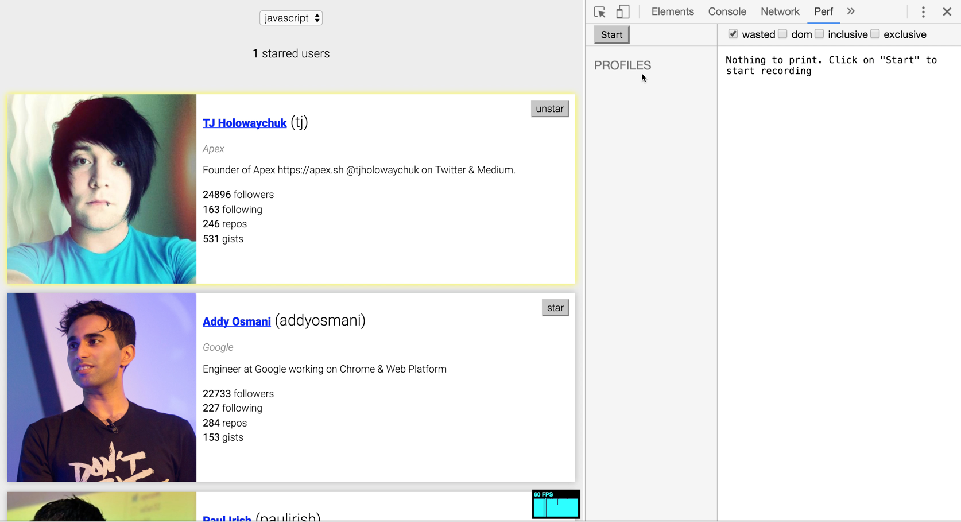 javascript
1 starred users
unstar
TJ Holowaychuk (tj)
Apex
Founder of Apex https://apex.sh @tjholowaychuk on Twitter & Medium.
24896 followers
163 following
246 repos
531 gists
star
Addy Osmani (addyosmani)
Google
Engineer at Google working on Chrome & Web Platform
22733 followers
227 following
284 repos
153 gists
DON'T
Paul Irish (paulirish)
60 FPS
Elements Console Network Perf »
Start
wasted dom inclusive exclusive
PROFILES
Nothing to print. Click on "Start" to
start recording